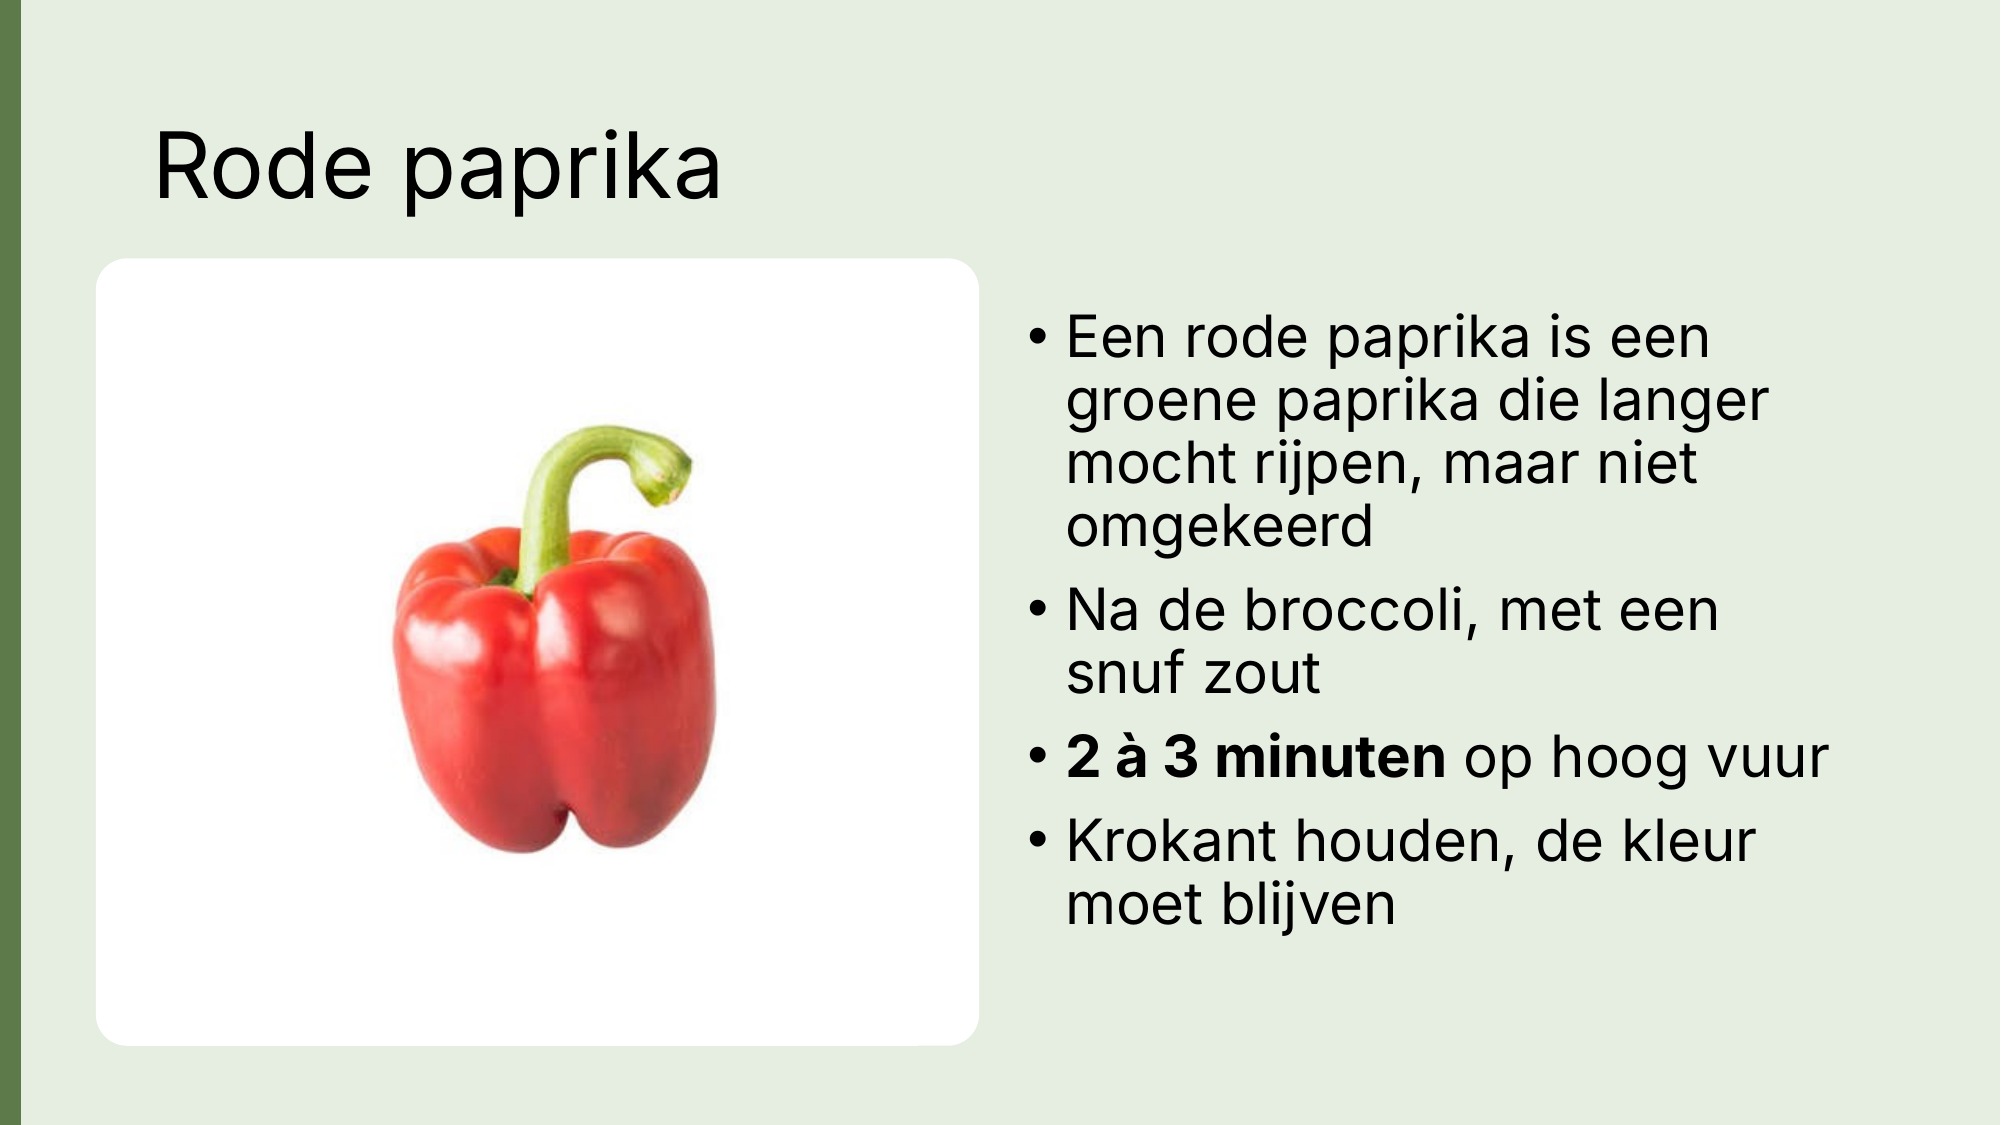 Rode paprika
• Een rode paprika is een
groene paprika die langer
mocht rijpen, maar niet
omgekeerd
• Na de broccoli, met een
snuf zout
• 2 à 3 minuten op hoog vuur
• Krokant houden, de kleur
moet blijven